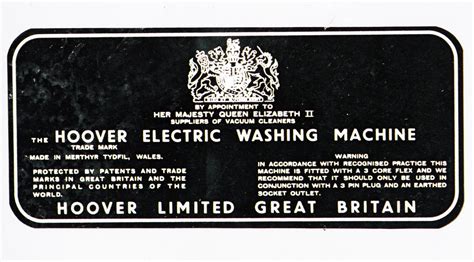 BY APPOINTMENT TO
HER MAJESTY QUEEN ELIZABETH II
SUPPLIERS OF VACUUM CLEANERS
THE HOOVER ELECTRIC WASHING MACHINE
TRADE MARK
MADE IN MERTHYR TYDFIL, WALES.
PROTECTED BY PATENTS AND TRADE
MARKS IN GREAT BRITAIN AND THE
PRINCIPAL COUNTRIES OF THE
WORLD.
WARNING
IN ACCORDANCE WITH RECOGNISED PRACTICE THIS
MACHINE IS FITTED WITH A 3 CORE FLEX AND WE
RECOMMEND THAT IT SHOULD ONLY BE USED IN
CONJUNCTION WITH A 3 PIN PLUG AND AN EARTHED
SOCKET OUTLET.
HOOVER LIMITED GREAT BRITAIN